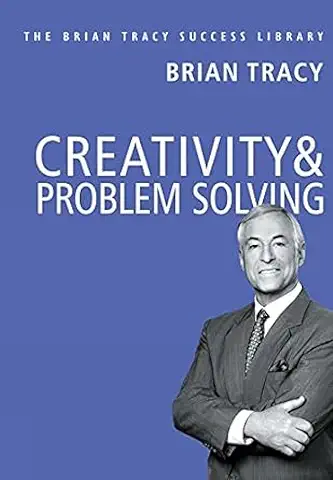 THE BRIAN TRACY SUCCESS LIBRARY
BRIAN TRACY
CREATIVITY&
PROBLEM SOLVING